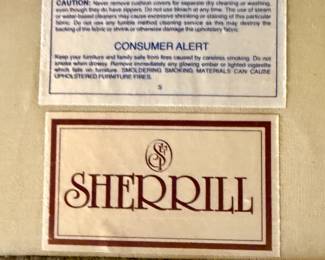 CAUTION: Never remove cushion covers for separate dry cleaning or washing,
even though they do have zippers. Do not use bleach at any time. The use of steam
or water-based cleaners may cause excessive shrinking or staining of this particular
fabric. Do not use any tumble method cleaning service as this may destroy the
backing of the fabric or shrink or otherwise damage the upholstery fabric.
CONSUMER ALERT
Keep your furniture and family safe from fires caused by careless smoking. Do not
smoke when drowsy. Remove immediately any glowing ember or lighted cigarette
which falls on furniture. SMOLDERING SMOKING MATERIALS CAN CAUSE
UPHOLSTERED FURNITURE FIRES.
S
SHERRILL